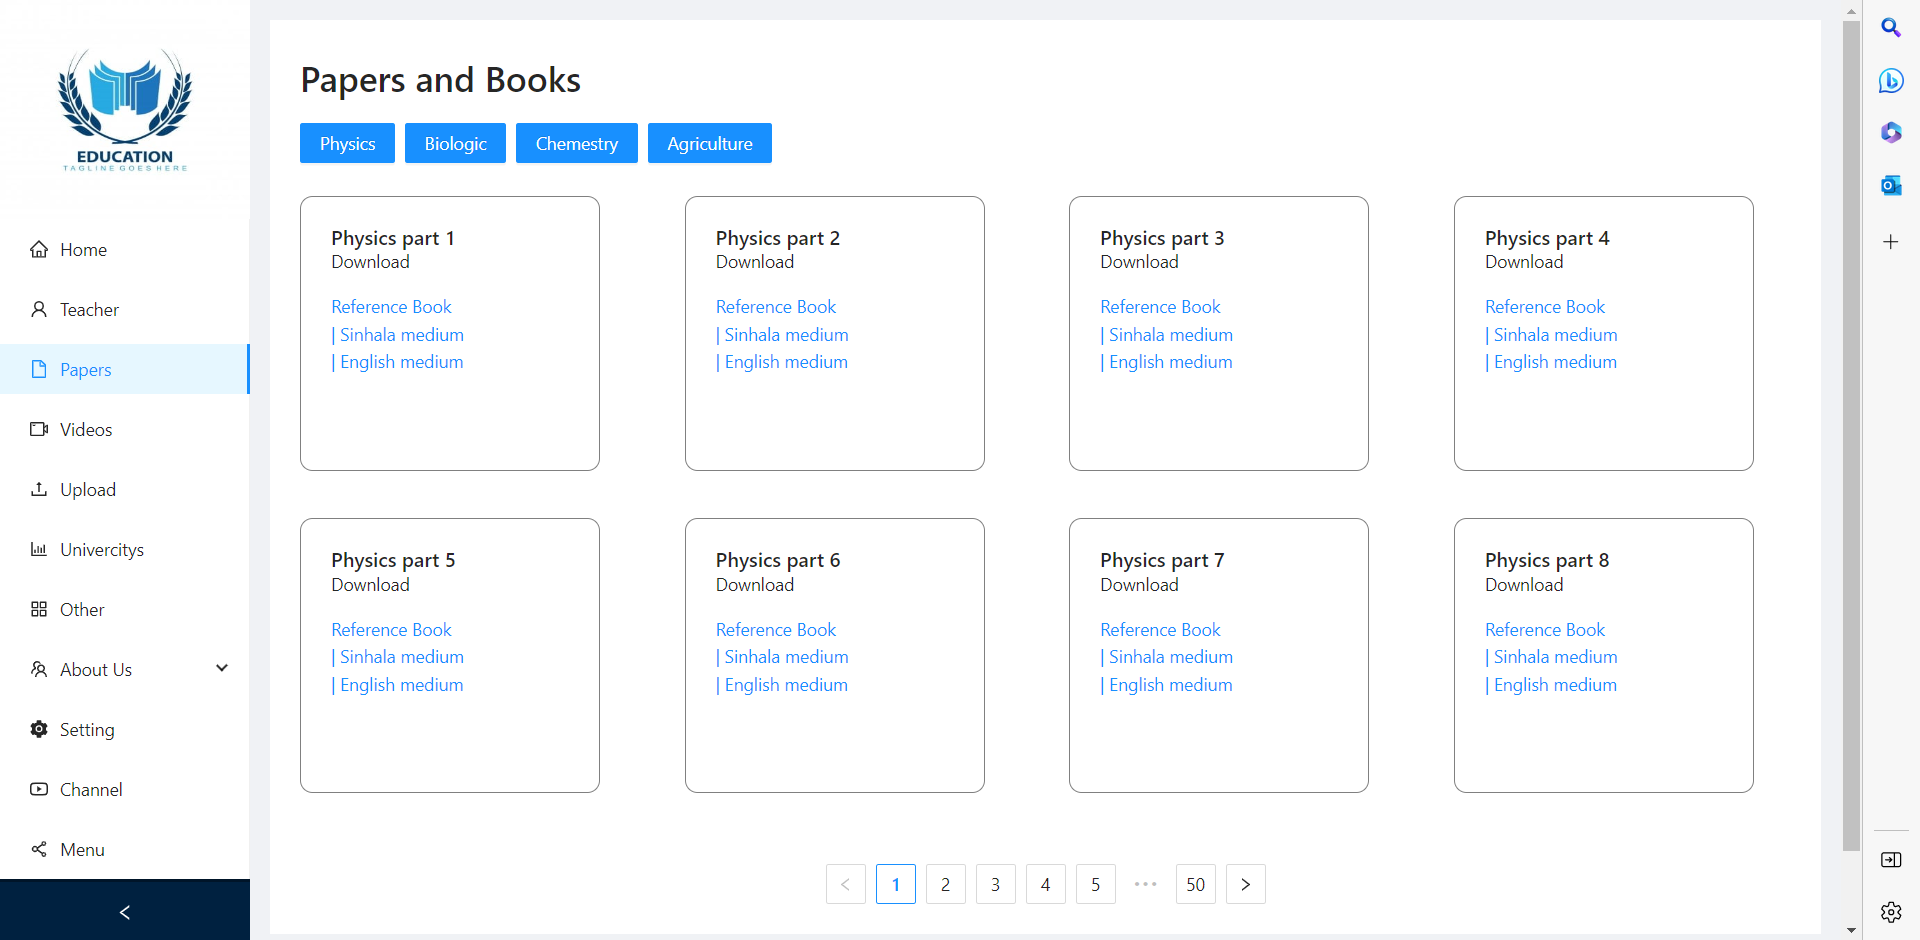 EDUCATION
TAGLINE GOES HERE
Home
Teacher
Papers
Videos
Upload
Univercitys
Other
About Us
Setting
Channel
Menu
Papers and Books
Physics Biologic Chemestry Agriculture
Physics part 1
Download
Reference Book
| Sinhala medium
| English medium
Physics part 2
Download
Reference Book
| Sinhala medium
| English medium
Physics part 3
Download
Reference Book
| Sinhala medium
| English medium
Physics part 4
Download
Reference Book
| Sinhala medium
| English medium
Physics part 5
Download
Reference Book
| Sinhala medium
| English medium
Physics part 6
Download
Reference Book
| Sinhala medium
| English medium
Physics part 7
Download
Reference Book
| Sinhala medium
| English medium
Physics part 8
Download
Reference Book
| Sinhala medium
| English medium
< 1 2 3 4 5 ••• 50 >